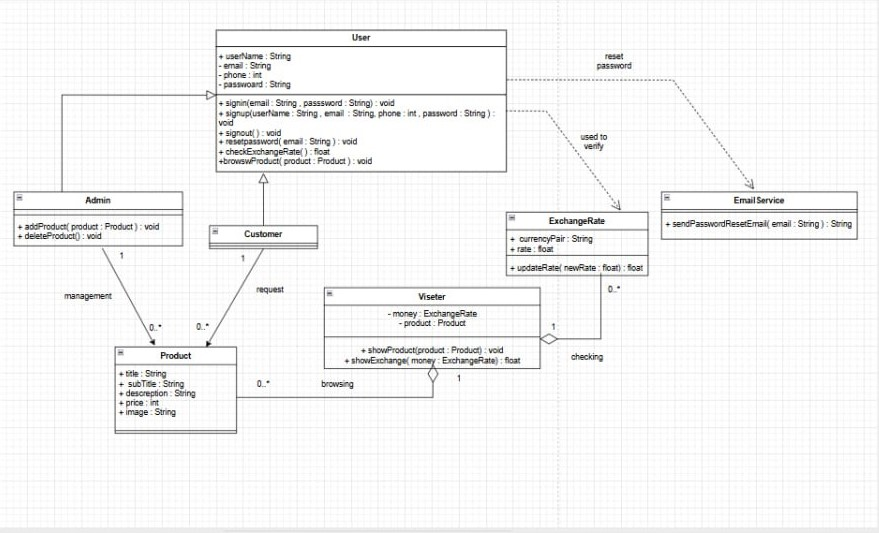 User
+ userName : String
- email : String
- phone : int
- passwoard : String
+ signin(email : String , passsword : String) : void
+ signup(userName : String , email : String, phone : int , password : String ) :
void
+ signout( ) : void
+ resetpassword( email : String ) : void
+ checkExchangeRate( ) : float
+browswProduct( product : Product ) : void
reset
password
used to
verify
Admin
+ addProduct( product : Product ) : void
+ deleteProduct() : void
Customer
ExchangeRate
+ currencyPair : String
+ rate : float
+ updateRate( newRate : float) : float
EmailService
+ sendPasswordResetEmail( email : String ) : String
1
management
0..*
1
request
0..*
Viseter
- money : ExchangeRate
- product : Product
+ showProduct(product : Product) : void
+ showExchange( money : ExchangeRate) : float
0..*
1
checking
Product
+ title : String
+ subTitle : String
+ descreption : String
+ price : int
+ image : String
0..*
browsing
1